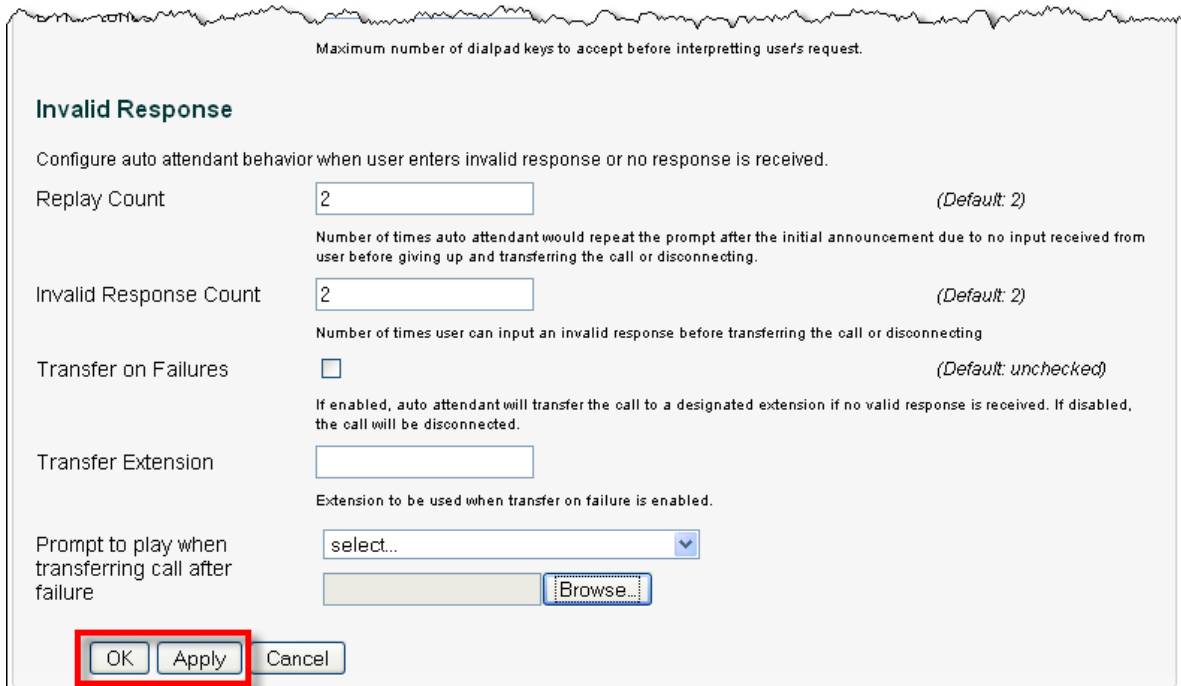 Maximum number of dialpad keys to accept before interpretting user's request.
Invalid Response
Configure auto attendant behavior when user enters invalid response or no response is received.
Replay Count
2
(Default: 2)
Number of times auto attendant would repeat the prompt after the initial announcement due to no input received from
user before giving up and transferring the call or disconnecting.
Invalid Response Count
2
(Default: 2)
Number of times user can input an invalid response before transferring the call or disconnecting
Transfer on Failures
(Default: unchecked)
If enabled, auto attendant will transfer the call to a designated extension if no valid response is received. If disabled,
the call will be disconnected.
Transfer Extension
Extension to be used when transfer on failure is enabled.
Prompt to play when
transferring call after
failure
select...
Browse...
OK
Apply
Cancel